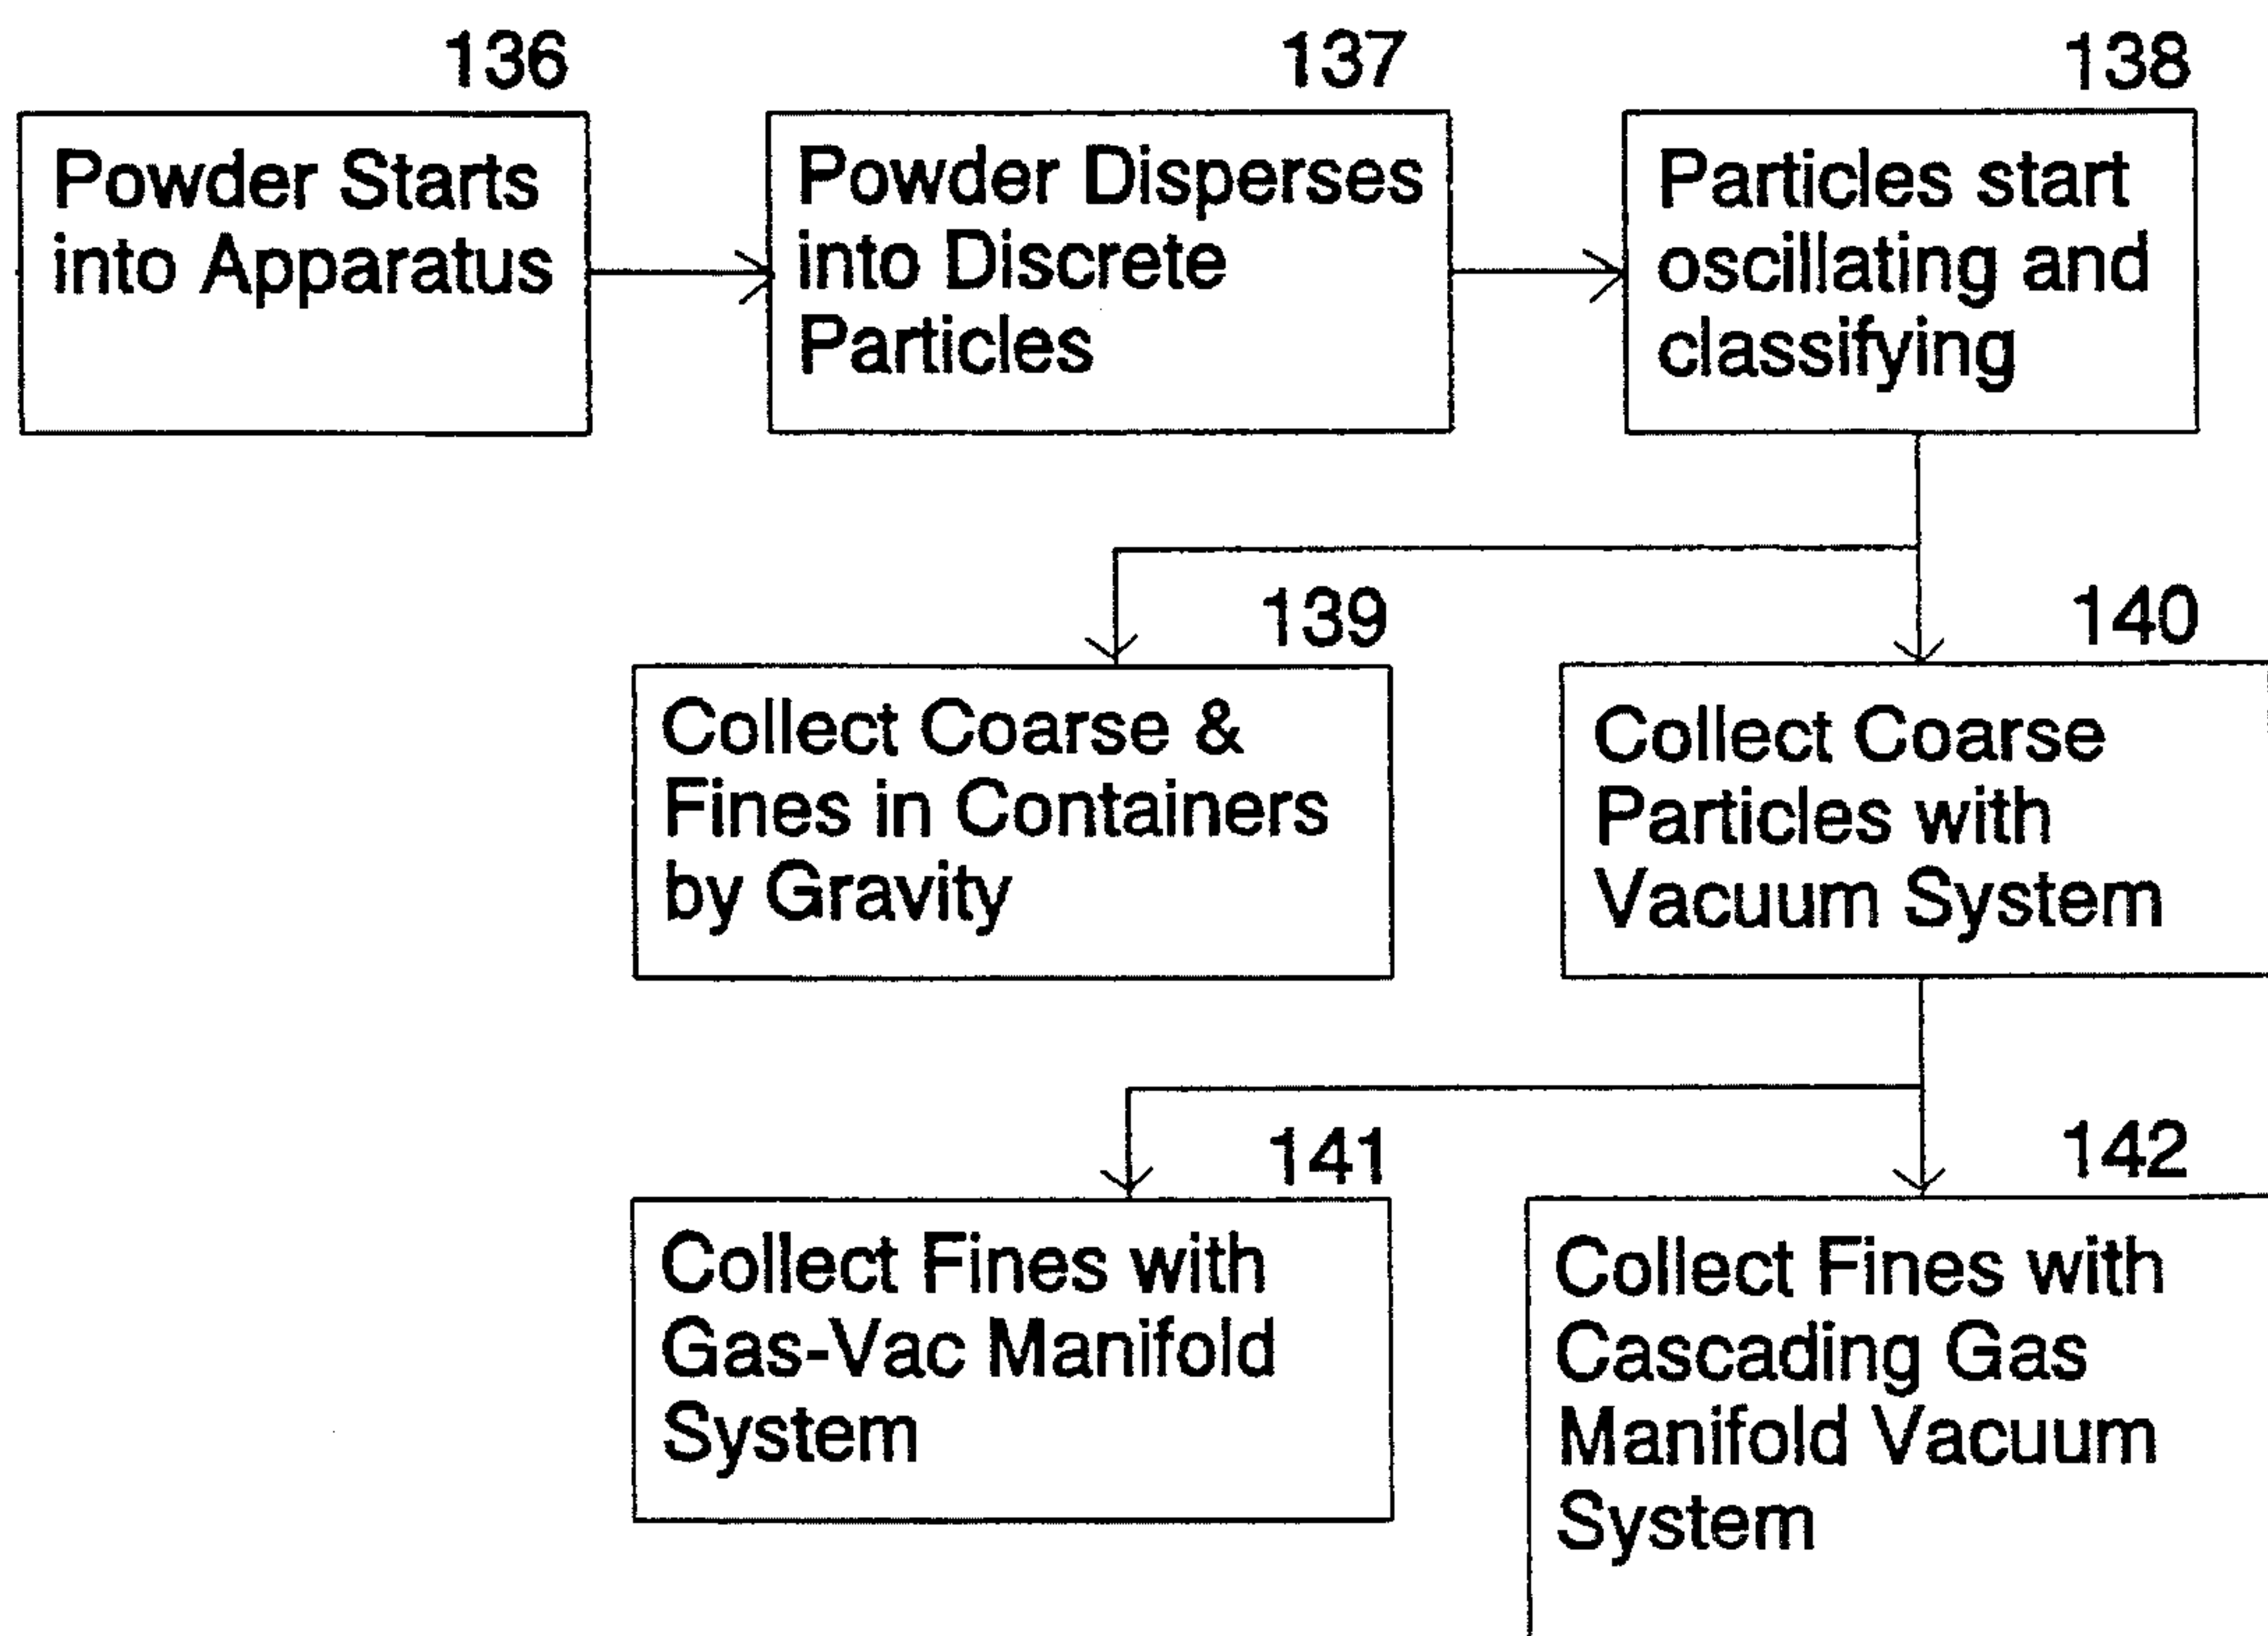 136
Powder Starts
into Apparatus
137
Powder Disperses
into Discrete
Particles
138
Particles start
oscillating and
classifying
139
Collect Coarse &
Fines in Containers
by Gravity
140
Collect Coarse
Particles with
Vacuum System
141
Collect Fines with
Gas-Vac Manifold
System
142
Collect Fines with
Cascading Gas
Manifold Vacuum
System